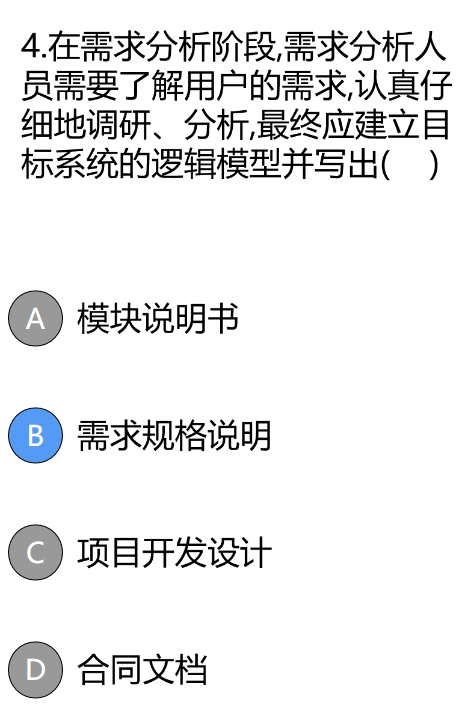 4.在需求分析阶段,需求分析人
员需要了解用户的需求,认真仔
细地调研、分析,最终应建立目
标系统的逻辑模型并写出(    )
A 模块说明书
B 需求规格说明
C 项目开发设计
D 合同文档